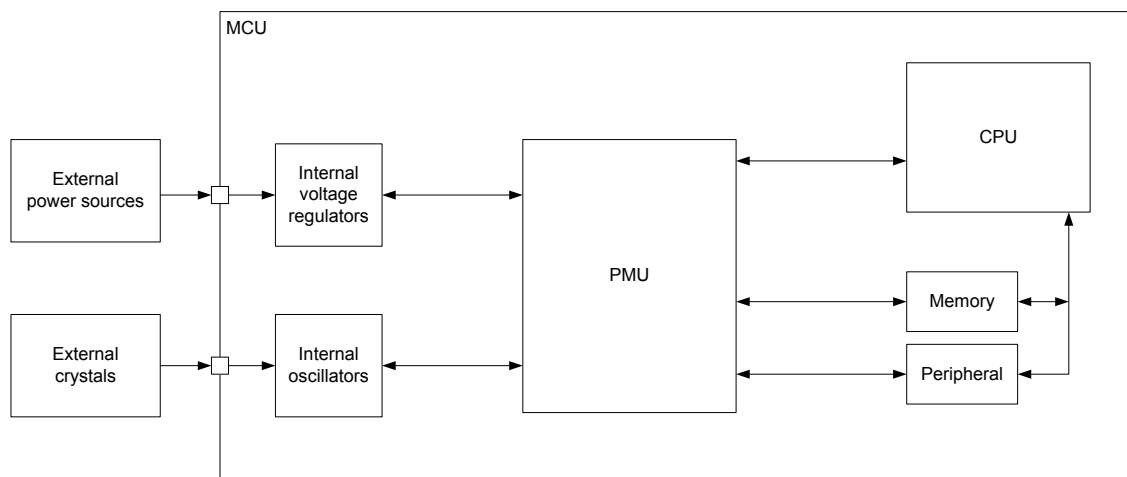 MCU
CPU
External
power sources
Internal
voltage
regulators
PMU
Memory
External
crystals
Internal
oscillators
Peripheral